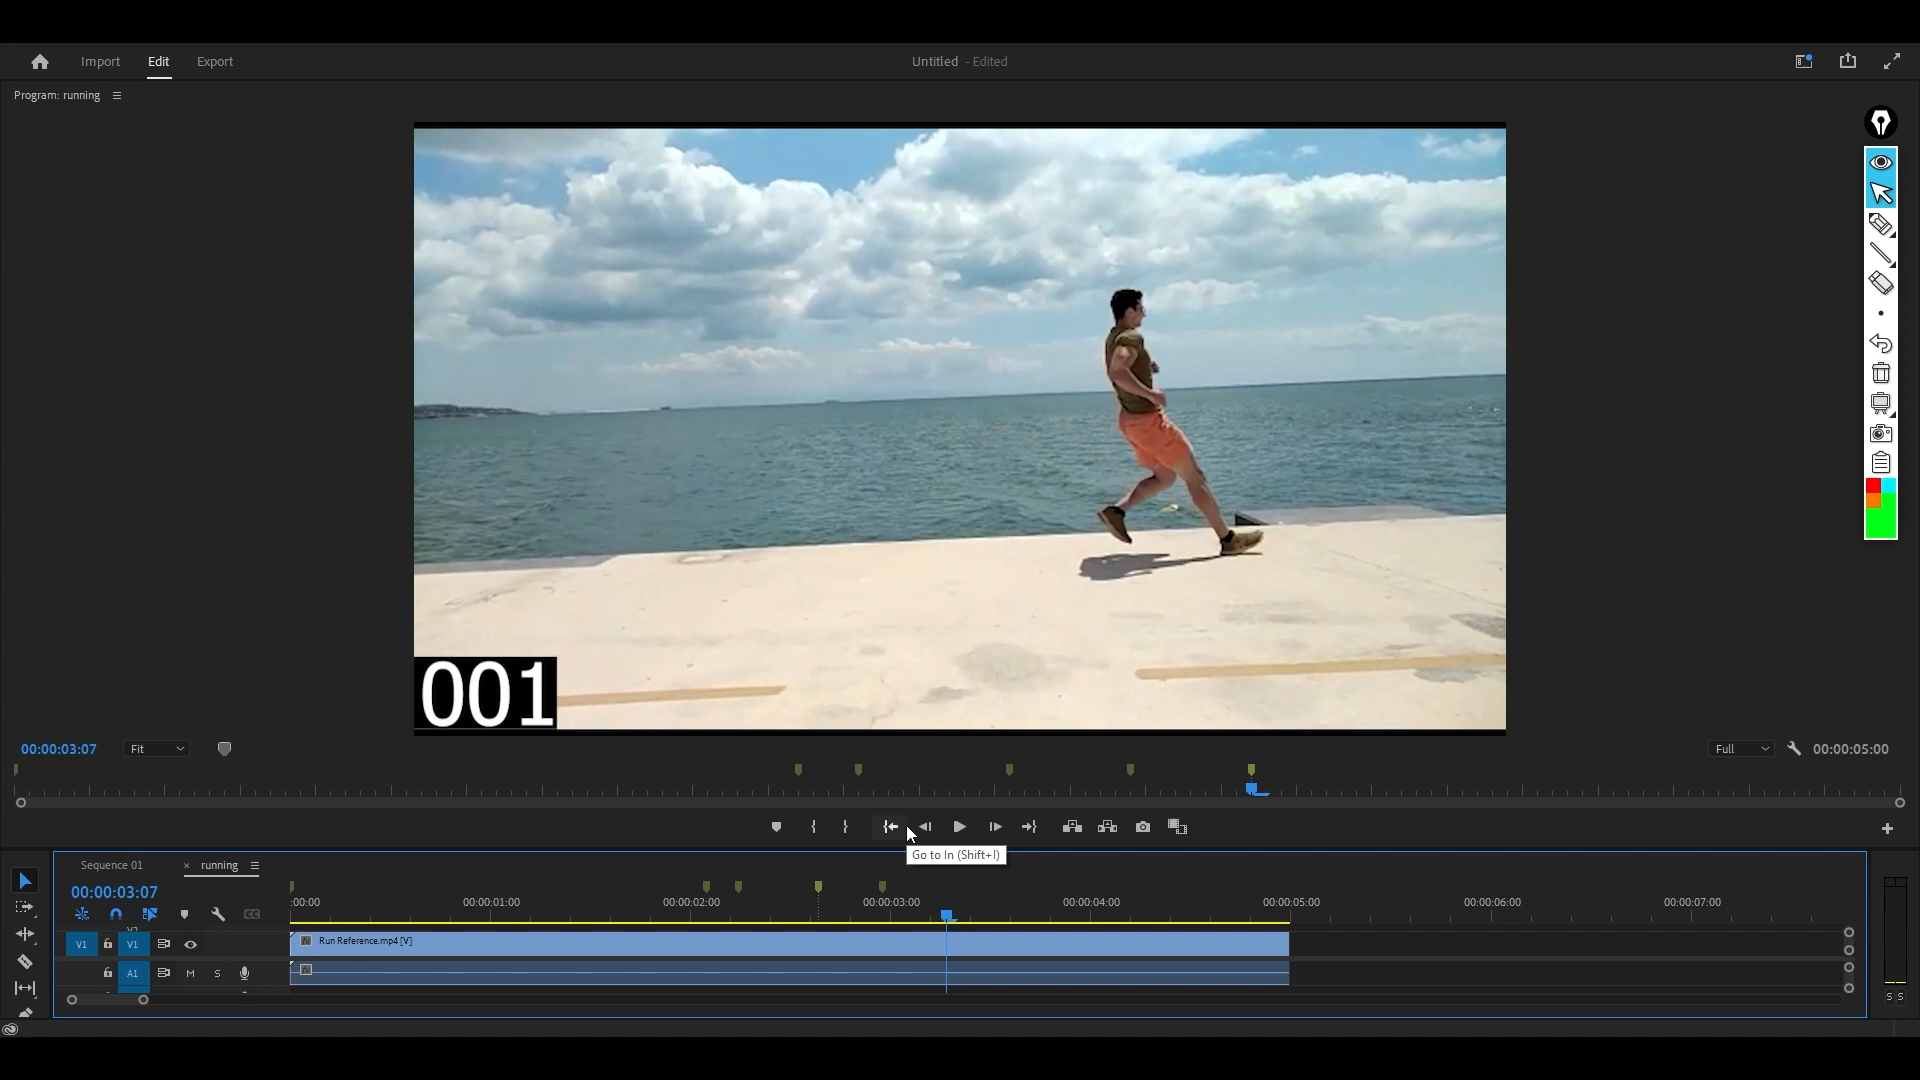 Import Edit Export Untitled - Edited
Program: running
001
00:00:03:07 Fit Full 00:00:05:00
Go to In (Shift+I)
Sequence 01 × running
00:00:03:07
:00:00 00:00:01:00 00:00:02:00 00:00:03:00 00:00:04:00 00:00:05:00 00:00:06:00 00:00:07:00
V1 V1 fx Run Reference.mp4 [V]
A1 M S fx
S S